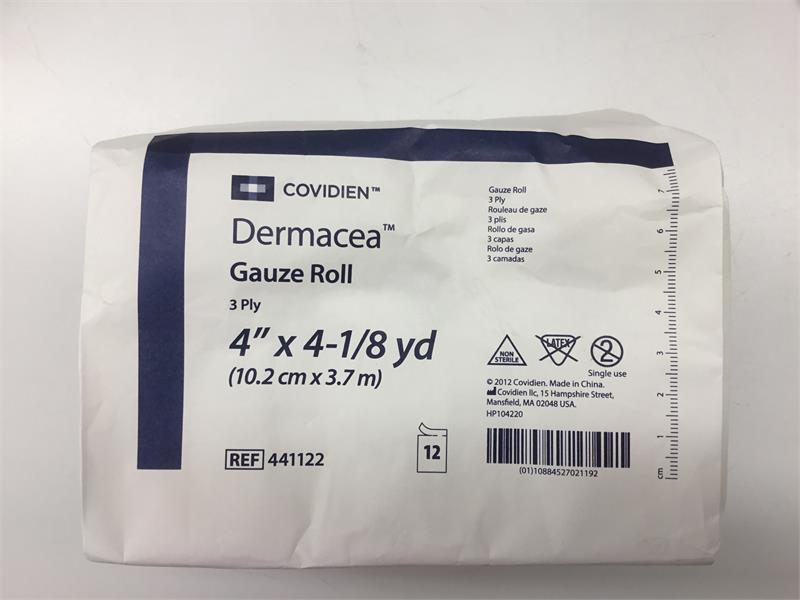 COVIDIEN™
Dermacea™
Gauze Roll
3 Ply
4" x 4-1/8 yd
(10.2 cm x 3.7 m)
REF 441122
12
Gauze Roll
3 Ply
Rouleau de gaze
3 plis
Rollo de gasa
3 capas
Rolo de gaze
3 camadas
NON
STERILE
LATEX
2
Single use
© 2012 Covidien. Made in China.
Covidien llc, 15 Hampshire Street,
Mansfield, MA 02048 USA.
HP104220
(01)10884527021192
7
6
5
4
3
2
1
cm